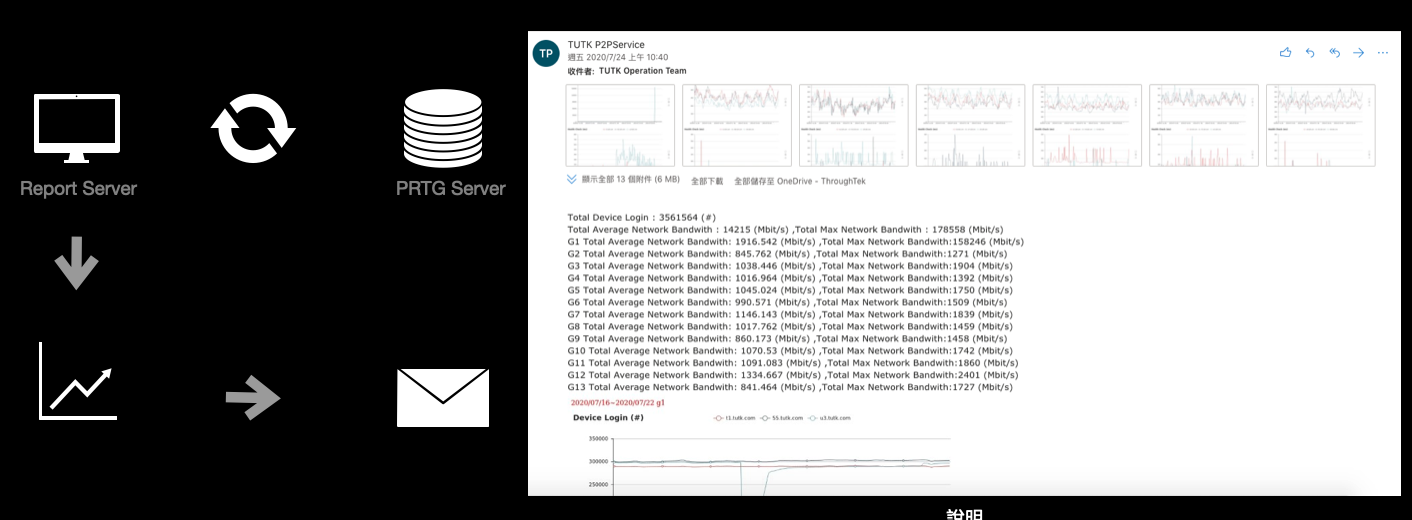 Report Server
PRTG Server
TP
TUTK P2PService
週五 2020/7/24 上午 10:40
收件者: TUTK Operation Team
顯示全部 13 個附件 (6 MB) 全部下載 全部儲存至 OneDrive - ThroughTek
Total Device Login : 3561564 (#)
Total Average Network Bandwith : 14215 (Mbit/s) ,Total Max Network Bandwith : 178558 (Mbit/s)
G1 Total Average Network Bandwith: 1916.542 (Mbit/s) ,Total Max Network Bandwith:158246 (Mbit/s)
G2 Total Average Network Bandwith: 845.762 (Mbit/s) ,Total Max Network Bandwith:1271 (Mbit/s)
G3 Total Average Network Bandwith: 1038.446 (Mbit/s) ,Total Max Network Bandwith:1904 (Mbit/s)
G4 Total Average Network Bandwith: 1016.964 (Mbit/s) ,Total Max Network Bandwith:1392 (Mbit/s)
G5 Total Average Network Bandwith: 1045.024 (Mbit/s) ,Total Max Network Bandwith:1750 (Mbit/s)
G6 Total Average Network Bandwith: 990.571 (Mbit/s) ,Total Max Network Bandwith:1509 (Mbit/s)
G7 Total Average Network Bandwith: 1146.143 (Mbit/s) ,Total Max Network Bandwith:1839 (Mbit/s)
G8 Total Average Network Bandwith: 1017.762 (Mbit/s) ,Total Max Network Bandwith:1459 (Mbit/s)
G9 Total Average Network Bandwith: 860.173 (Mbit/s) ,Total Max Network Bandwith:1458 (Mbit/s)
G10 Total Average Network Bandwith: 1070.53 (Mbit/s) ,Total Max Network Bandwith:1742 (Mbit/s)
G11 Total Average Network Bandwith: 1091.083 (Mbit/s) ,Total Max Network Bandwith:1860 (Mbit/s)
G12 Total Average Network Bandwith: 1334.667 (Mbit/s) ,Total Max Network Bandwith:2401 (Mbit/s)
G13 Total Average Network Bandwith: 841.464 (Mbit/s) ,Total Max Network Bandwith:1727 (Mbit/s)
2020/07/16~2020/07/22 g1
Device Login (#) t1.tutk.com 55.tutk.com u3.tutk.com
350000
300000
250000
說明